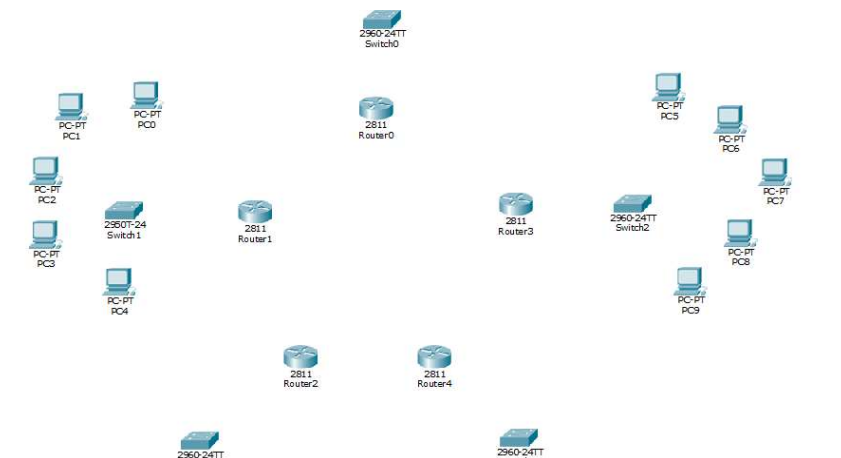 2960-24TT
Switch0
PC-PT
PC1
PC-PT
PC0
2811
Router0
PC-PT
PC5
PC-PT
PC6
PC-PT
PC2
PC-PT
PC7
2950T-24
Switch1
2811
Router1
2811
Router3
2960-24TT
Switch2
PC-PT
PC3
PC-PT
PC8
PC-PT
PC4
PC-PT
PC9
2811
Router2
2811
Router4
2960-24TT
2960-24TT